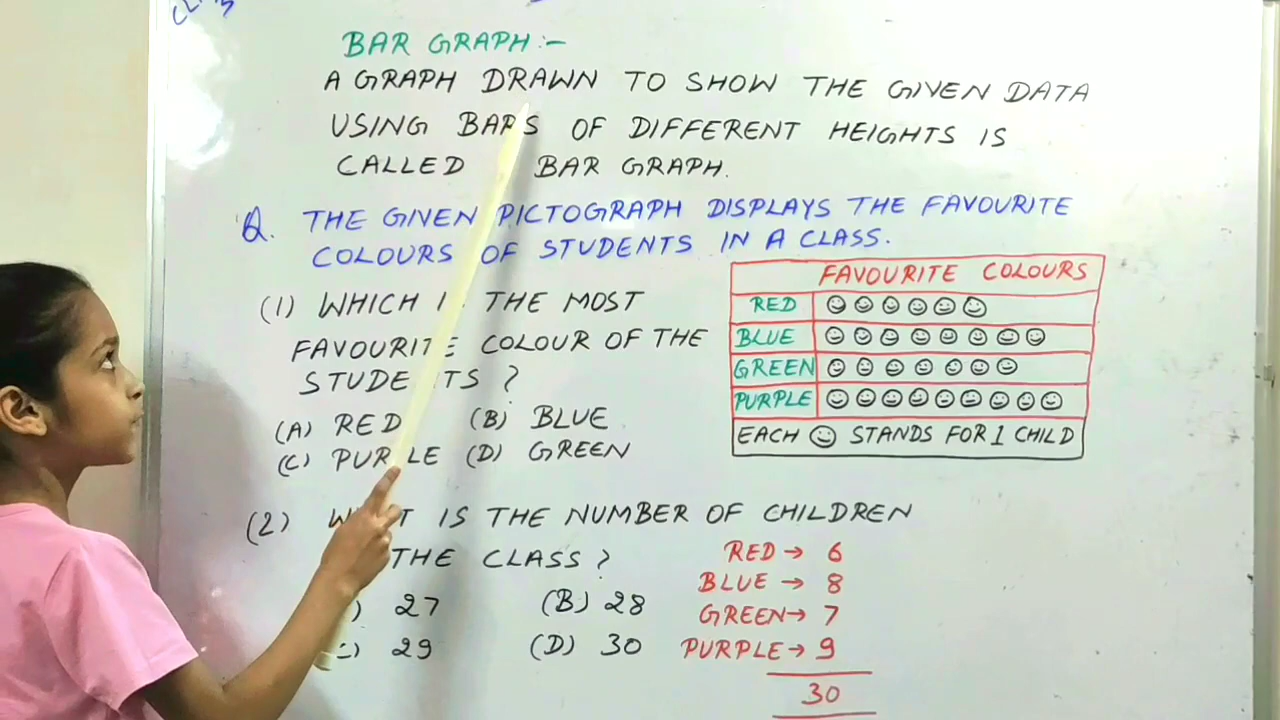 BAR GRAPH :-
A GRAPH DRAWN TO SHOW THE GIVEN DATA
USING BARS OF DIFFERENT HEIGHTS IS
CALLED BAR GRAPH.
Q. THE GIVEN PICTOGRAPH DISPLAYS THE FAVOURITE
COLOURS OF STUDENTS IN A CLASS.
(1) WHICH THE MOST
FAVOURITE COLOUR OF THE
STUDENTS ?
(A) RED (B) BLUE
(C) PURPLE (D) GREEN
FAVOURITE COLOURS
RED
BLUE
GREEN
PURPLE
EACH ☺ STANDS FOR 1 CHILD
(2) WHAT IS THE NUMBER OF CHILDREN
THE CLASS ?
27 (B) 28
29 (D) 30
RED → 6
BLUE → 8
GREEN → 7
PURPLE → 9
30